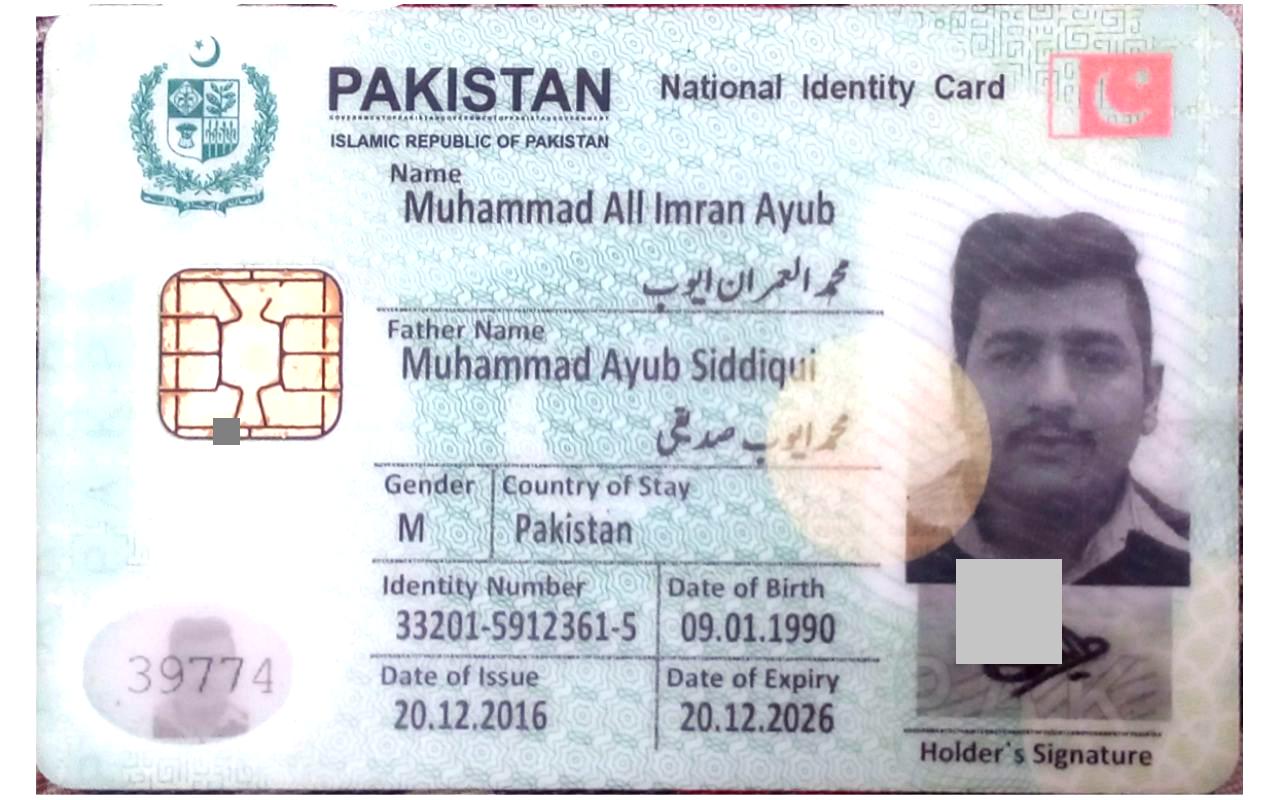 PAKISTAN National Identity Card
ISLAMIC REPUBLIC OF PAKISTAN
Name
Muhammad All Imran Ayub
محمد العمران ایوب
Father Name
Muhammad Ayub Siddiqui
محمد ایوب صدیقی
Gender Country of Stay
M Pakistan
Identity Number Date of Birth
33201-5912361-5 09.01.1990
Date of Issue Date of Expiry
20.12.2016 20.12.2026
39774
Holder`s Signature